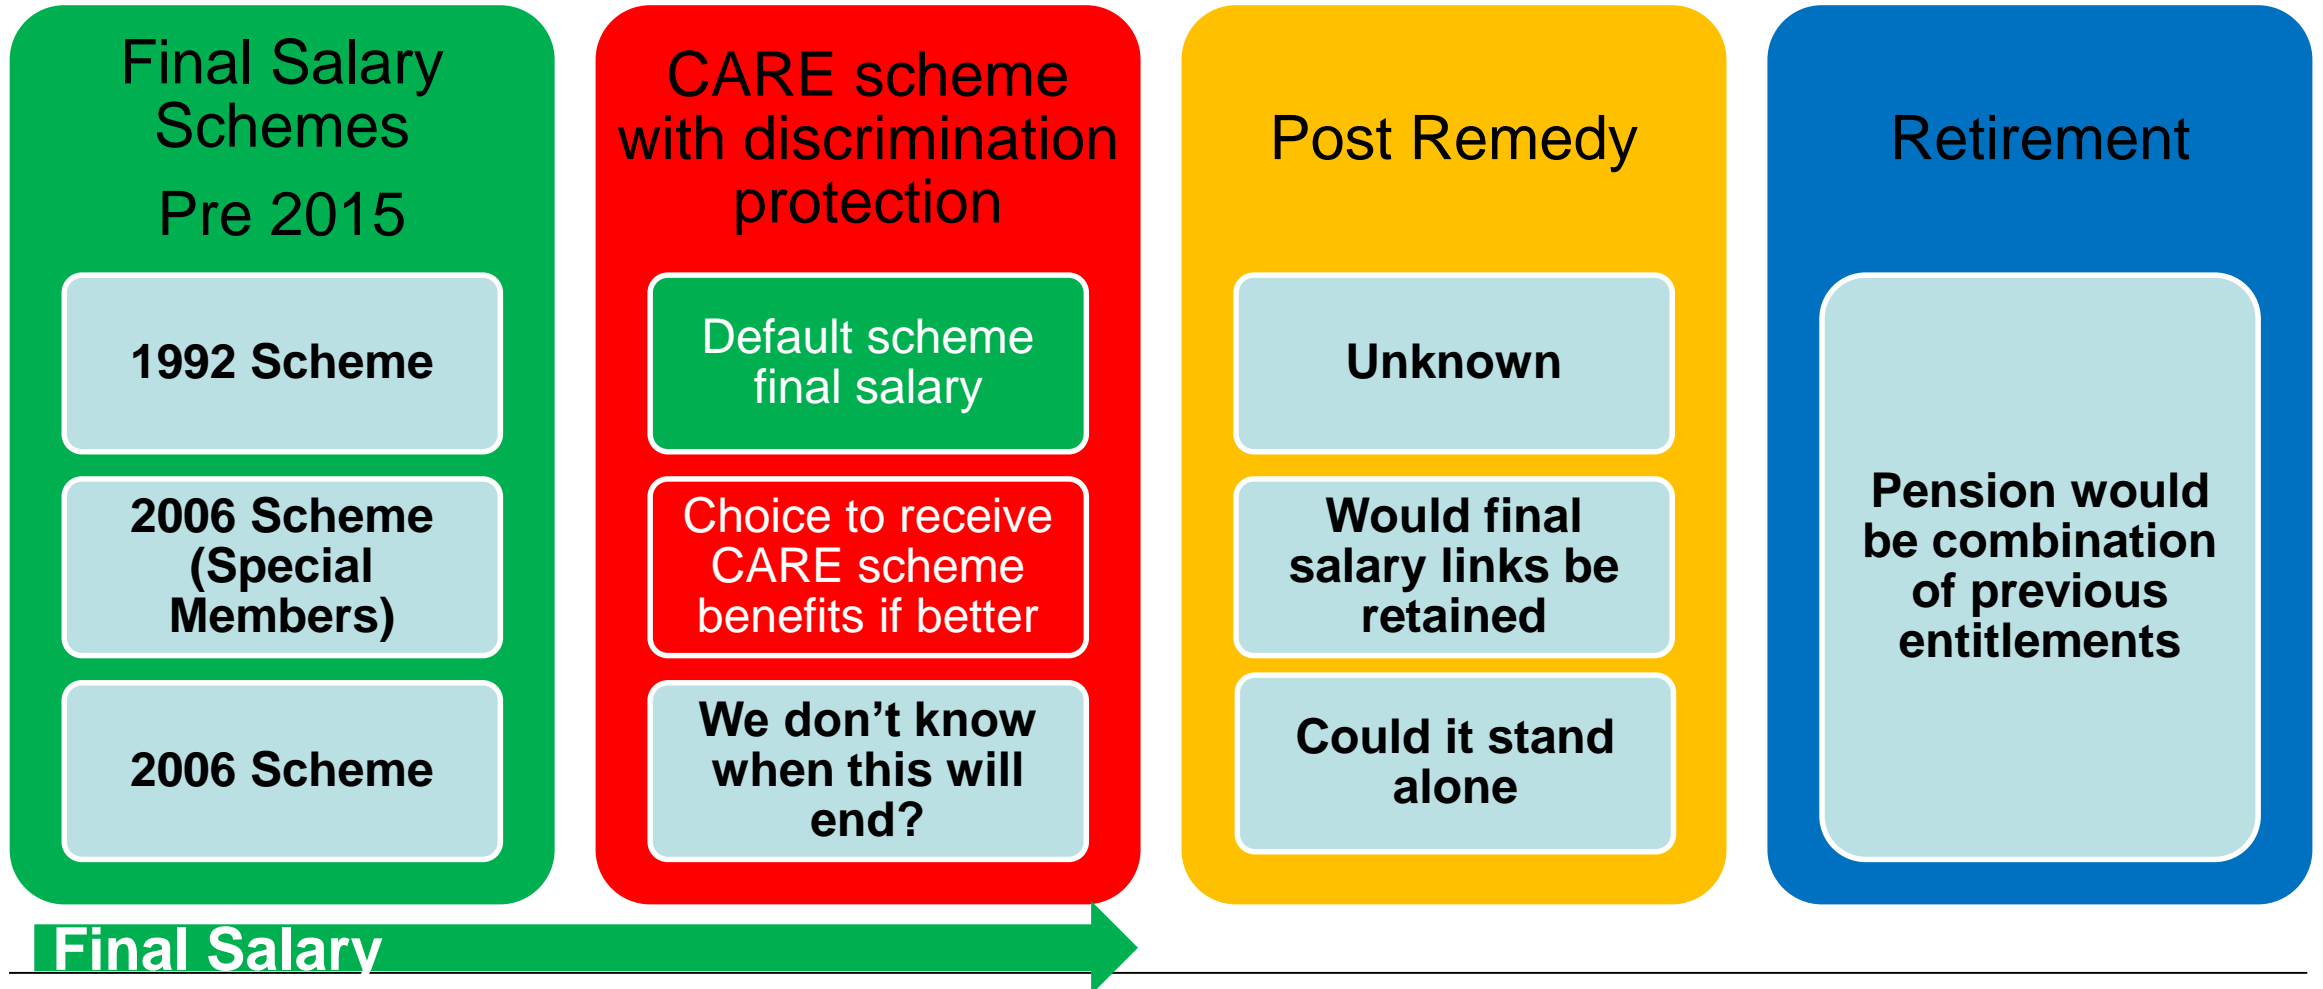 Final Salary
Schemes
Pre 2015
1992 Scheme
2006 Scheme
(Special
Members)
2006 Scheme
CARE scheme
with discrimination
protection
Default scheme
final salary
Choice to receive
CARE scheme
benefits if better
We don’t know
when this will
end?
Post Remedy
Unknown
Would final
salary links be
retained
Could it stand
alone
Retirement
Pension would
be combination
of previous
entitlements
Final Salary